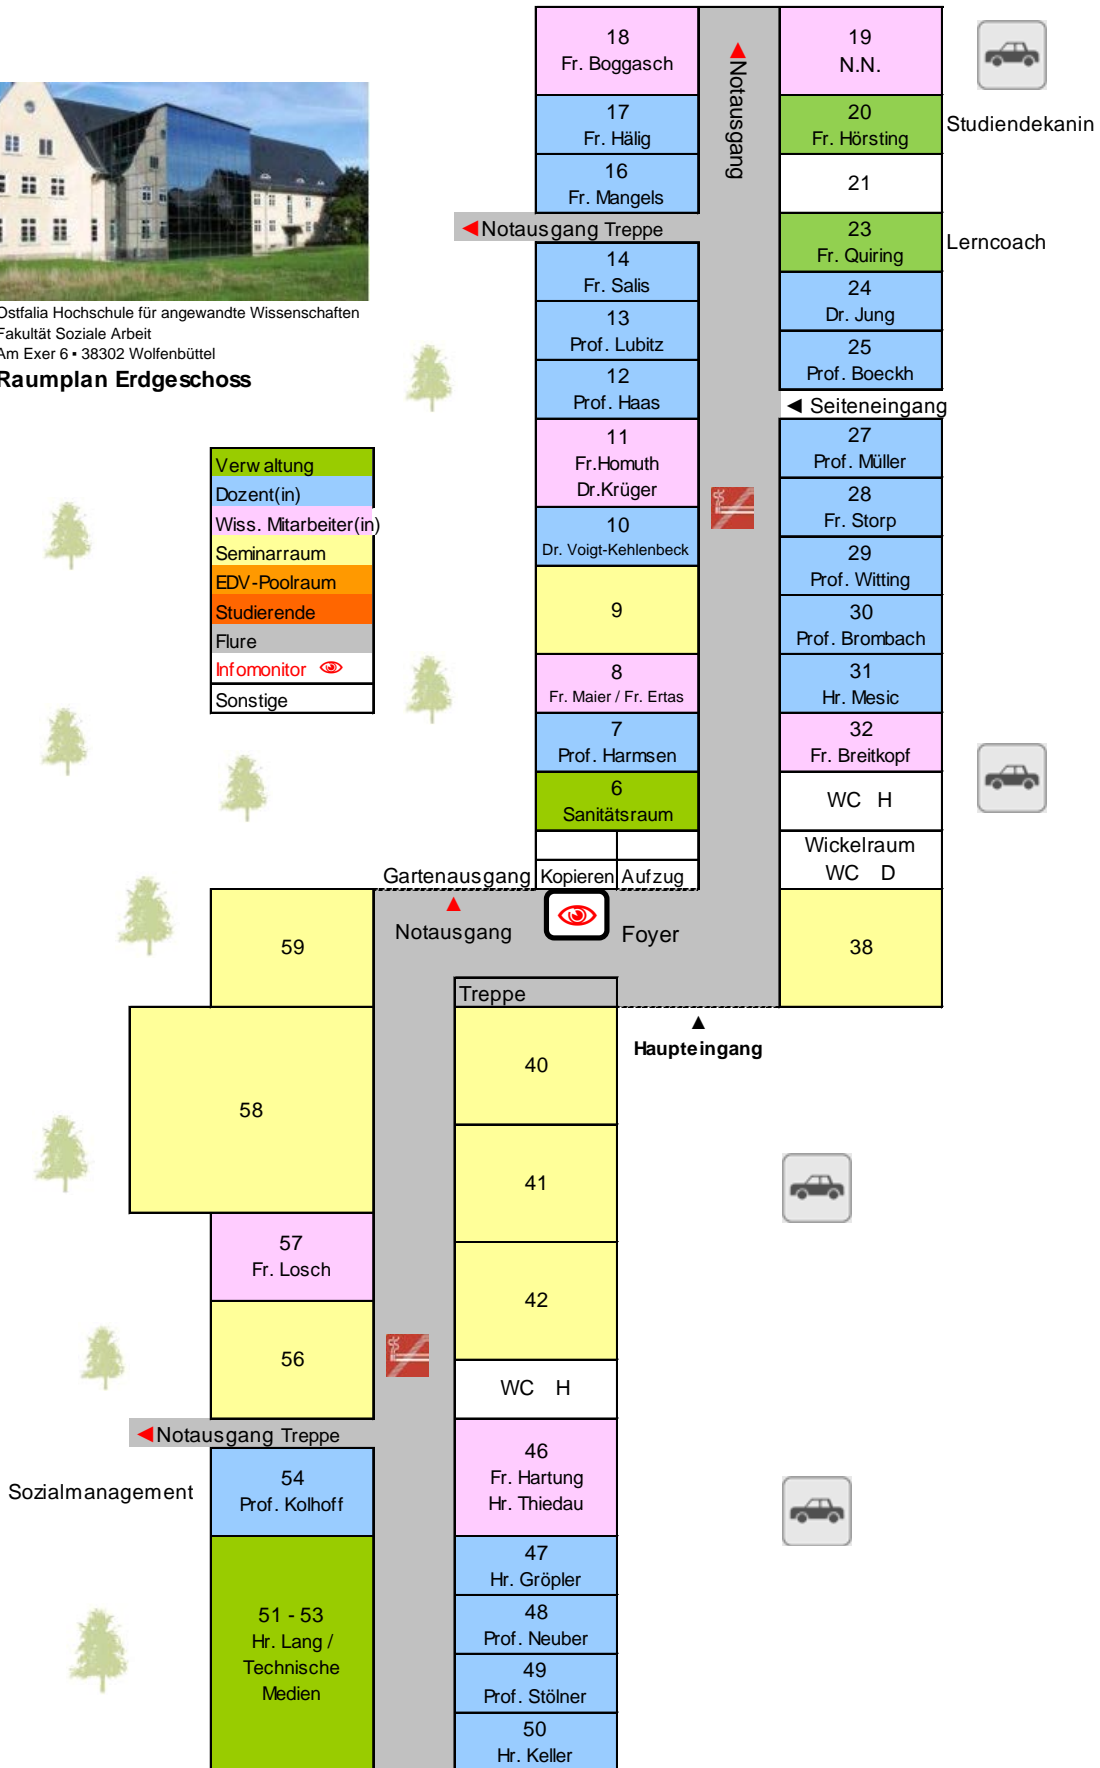 Ostfalia Hochschule für angewandte Wissenschaften
Fakultät Soziale Arbeit
Am Exer 6 ▪ 38302 Wolfenbüttel
Raumplan Erdgeschoss
Verwaltung
Dozent(in)
Wiss. Mitarbeiter(in)
Seminarraum
EDV-Poolraum
Studierende
Flure
Infomonitor
Sonstige
18
Fr. Boggasch
17
Fr. Hälig
16
Fr. Mangels
Notausgang Treppe
14
Fr. Salis
13
Prof. Lubitz
12
Prof. Haas
11
Fr.Homuth
Dr.Krüger
10
Dr. Voigt-Kehlenbeck
9
8
Fr. Maier / Fr. Ertas
7
Prof. Harmsen
6
Sanitätsraum
Kopieren
Aufzug
Notausgang
19
N.N.
20
Fr. Hörsting
Studiendekanin
21
23
Fr. Quiring
Lerncoach
24
Dr. Jung
25
Prof. Boeckh
Seiteneingang
27
Prof. Müller
28
Fr. Storp
29
Prof. Witting
30
Prof. Brombach
31
Hr. Mesic
32
Fr. Breitkopf
WC H
Wickelraum
WC D
38
Gartenausgang
Notausgang
Foyer
Haupteingang
59
58
57
Fr. Losch
56
Notausgang Treppe
Sozialmanagement
54
Prof. Kolhoff
51 - 53
Hr. Lang /
Technische
Medien
Treppe
40
41
42
WC H
46
Fr. Hartung
Hr. Thiedau
47
Hr. Gröpler
48
Prof. Neuber
49
Prof. Stölner
50
Hr. Keller